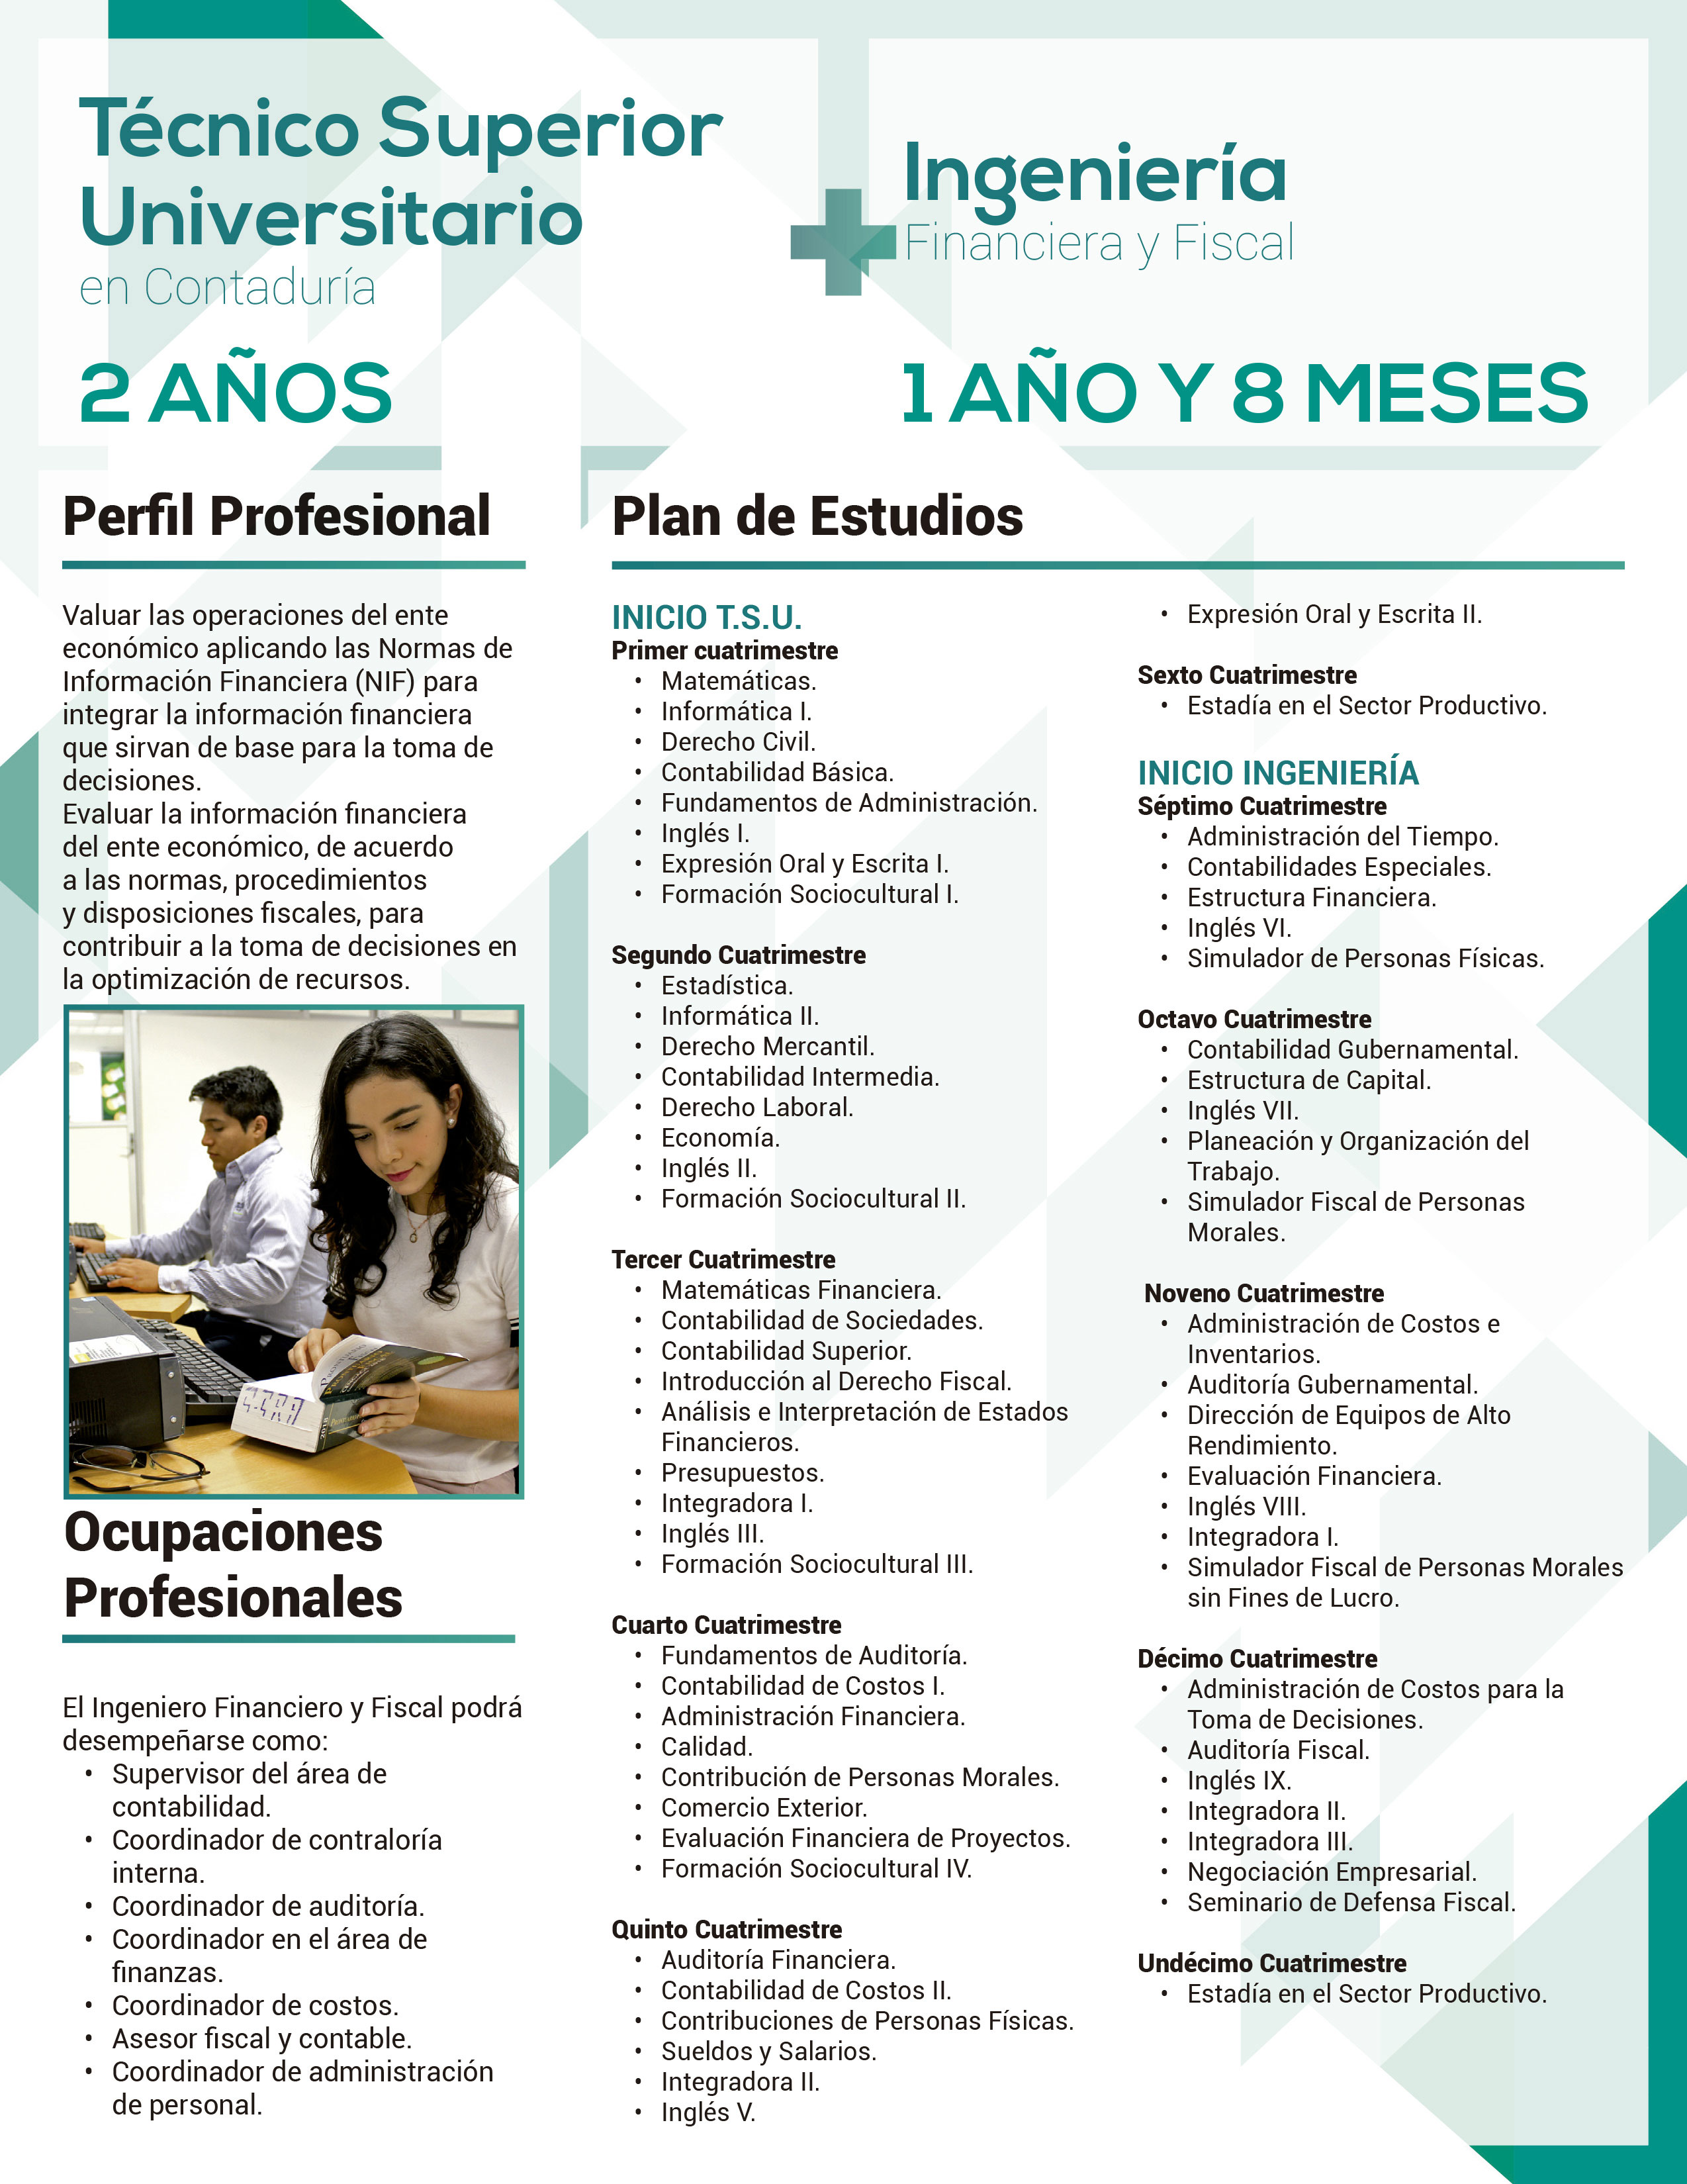 Técnico Superior
Universitario
en Contaduría
2 AÑOS
Ingeniería
Financiera y Fiscal
1 AÑO Y 8 MESES
Perfil Profesional
Valuar las operaciones del ente
económico aplicando las Normas de
Información Financiera (NIF) para
integrar la información financiera
que sirvan de base para la toma de
decisiones.
Evaluar la información financiera
del ente económico, de acuerdo
a las normas, procedimientos
y disposiciones fiscales, para
contribuir a la toma de decisiones en
la optimización de recursos.
Ocupaciones
Profesionales
El Ingeniero Financiero y Fiscal podrá
desempeñarse como:
• Supervisor del área de
contabilidad.
• Coordinador de contraloría
interna.
• Coordinador de auditoría.
• Coordinador en el área de
finanzas.
• Coordinador de costos.
• Asesor fiscal y contable.
• Coordinador de administración
de personal.
Plan de Estudios
INICIO T.S.U.
Primer cuatrimestre
• Matemáticas.
• Informática I.
• Derecho Civil.
• Contabilidad Básica.
• Fundamentos de Administración.
• Inglés I.
• Expresión Oral y Escrita I.
• Formación Sociocultural I.
Segundo Cuatrimestre
• Estadística.
• Informática II.
• Derecho Mercantil.
• Contabilidad Intermedia.
• Derecho Laboral.
• Economía.
• Inglés II.
• Formación Sociocultural II.
Tercer Cuatrimestre
• Matemáticas Financiera.
• Contabilidad de Sociedades.
• Contabilidad Superior.
• Introducción al Derecho Fiscal.
• Análisis e Interpretación de Estados
Financieros.
• Presupuestos.
• Integradora I.
• Inglés III.
• Formación Sociocultural III.
Cuarto Cuatrimestre
• Fundamentos de Auditoría.
• Contabilidad de Costos I.
• Administración Financiera.
• Calidad.
• Contribución de Personas Morales.
• Comercio Exterior.
• Evaluación Financiera de Proyectos.
• Formación Sociocultural IV.
Quinto Cuatrimestre
• Auditoría Financiera.
• Contabilidad de Costos II.
• Contribuciones de Personas Físicas.
• Sueldos y Salarios.
• Integradora II.
• Inglés V.
• Expresión Oral y Escrita II.
Sexto Cuatrimestre
• Estadía en el Sector Productivo.
INICIO INGENIERÍA
Séptimo Cuatrimestre
• Administración del Tiempo.
• Contabilidades Especiales.
• Estructura Financiera.
• Inglés VI.
• Simulador de Personas Físicas.
Octavo Cuatrimestre
• Contabilidad Gubernamental.
• Estructura de Capital.
• Inglés VII.
• Planeación y Organización del
Trabajo.
• Simulador Fiscal de Personas
Morales.
Noveno Cuatrimestre
• Administración de Costos e
Inventarios.
• Auditoría Gubernamental.
• Dirección de Equipos de Alto
Rendimiento.
• Evaluación Financiera.
• Inglés VIII.
• Integradora I.
• Simulador Fiscal de Personas Morales
sin Fines de Lucro.
Décimo Cuatrimestre
• Administración de Costos para la
Toma de Decisiones.
• Auditoría Fiscal.
• Inglés IX.
• Integradora II.
• Integradora III.
• Negociación Empresarial.
• Seminario de Defensa Fiscal.
Undécimo Cuatrimestre
• Estadía en el Sector Productivo.